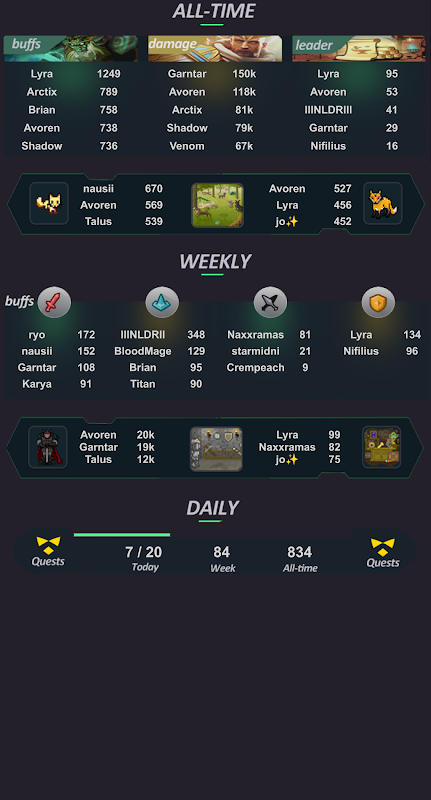 ALL-TIME
buffs damage leader
Lyra 1249 Garntar 150k Lyra 95
Arctix 789 Avoren 118k Avoren 53
Brian 758 Arctix 81k IIINLDRIII 41
Avoren 738 Shadow 79k Garntar 29
Shadow 736 Venom 67k Nifilius 16
nausii 670 Avoren 527
Avoren 569 Lyra 456
Talus 539 jo✨ 452
WEEKLY
buffs
ryo 172 IIINLDRII 348 Naxxramas 81 Lyra 134
nausii 152 BloodMage 129 starmidni 21 Nifilius 96
Garntar 108 Brian 95 Crempeach 9
Karya 91 Titan 90
Avoren 20k Lyra 99
Garntar 19k Naxxramas 82
Talus 12k jo✨ 75
DAILY
7 / 20 84 834
Quests Today Week All-time Quests